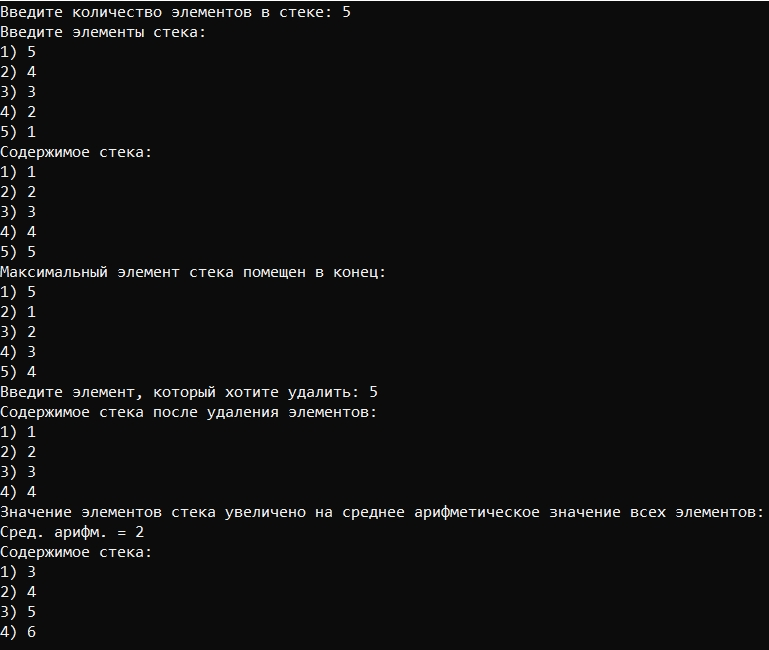 Введите количество элементов в стеке: 5
Введите элементы стека:
1) 5
2) 4
3) 3
4) 2
5) 1
Содержимое стека:
1) 1
2) 2
3) 3
4) 4
5) 5
Максимальный элемент стека помещен в конец:
1) 5
2) 1
3) 2
4) 3
5) 4
Введите элемент, который хотите удалить: 5
Содержимое стека после удаления элементов:
1) 1
2) 2
3) 3
4) 4
Значение элементов стека увеличено на среднее арифметическое значение всех элементов:
Сред. арифм. = 2
Содержимое стека:
1) 3
2) 4
3) 5
4) 6